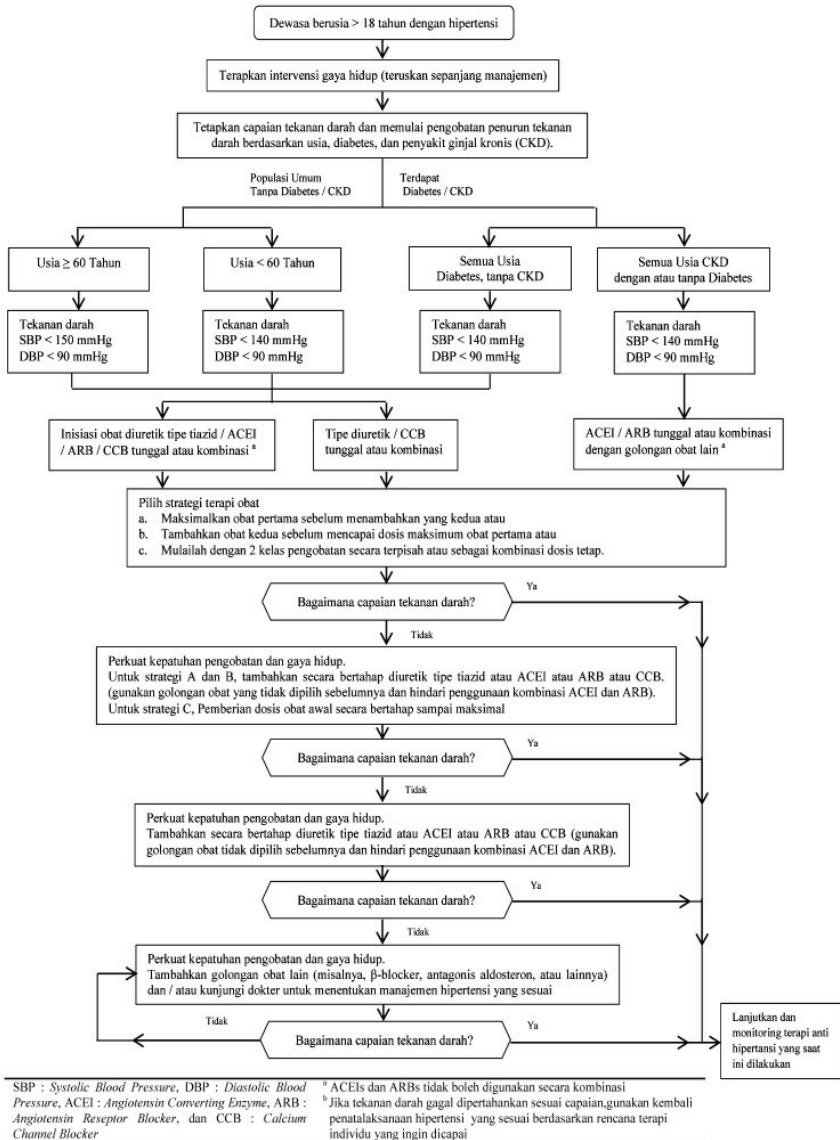 Dewasa berusia > 18 tahun dengan hipertensi
Terapkan intervensi gaya hidup (teruskan sepanjang manajemen)
Tetapkan capaian tekanan darah dan memulai pengobatan penurun tekanan
darah berdasarkan usia, diabetes, dan penyakit ginjal kronis (CKD).
Populasi Umum
Tanpa Diabetes / CKD
Terdapat
Diabetes / CKD
Usia ≥ 60 Tahun
Usia < 60 Tahun
Semua Usia
Diabetes, tanpa CKD
Semua Usia CKD
dengan atau tanpa Diabetes
Tekanan darah
SBP < 150 mmHg
DBP < 90 mmHg
Tekanan darah
SBP < 140 mmHg
DBP < 90 mmHg
Tekanan darah
SBP < 140 mmHg
DBP < 90 mmHg
Tekanan darah
SBP < 140 mmHg
DBP < 90 mmHg
Inisiasi obat diuretik tipe tiazid / ACEI
/ ARB / CCB tunggal atau kombinasi ᵃ
Tipe diuretik / CCB
tunggal atau kombinasi
ACEI / ARB tunggal atau kombinasi
dengan golongan obat lain ᵃ
Pilih strategi terapi obat
a. Maksimalkan obat pertama sebelum menambahkan yang kedua atau
b. Tambahkan obat kedua sebelum mencapai dosis maksimum obat pertama atau
c. Mulailah dengan 2 kelas pengobatan secara terpisah atau sebagai kombinasi dosis tetap.
Bagaimana capaian tekanan darah?
Ya
Tidak
Perkuat kepatuhan pengobatan dan gaya hidup.
Untuk strategi A dan B, tambahkan secara bertahap diuretik tipe tiazid atau ACEI atau ARB atau CCB.
(gunakan golongan obat yang tidak dipilih sebelumnya dan hindari penggunaan kombinasi ACEI dan ARB).
Untuk strategi C, Pemberian dosis obat awal secara bertahap sampai maksimal
Bagaimana capaian tekanan darah?
Ya
Tidak
Perkuat kepatuhan pengobatan dan gaya hidup.
Tambahkan secara bertahap diuretik tipe tiazid atau ACEI atau ARB atau CCB (gunakan
golongan obat tidak dipilih sebelumnya dan hindari penggunaan kombinasi ACEI dan ARB).
Bagaimana capaian tekanan darah?
Ya
Tidak
Perkuat kepatuhan pengobatan dan gaya hidup.
Tambahkan golongan obat lain (misalnya, β-blocker, antagonis aldosteron, atau lainnya)
dan / atau kunjungi dokter untuk menentukan manajemen hipertensi yang sesuai
Tidak
Bagaimana capaian tekanan darah?
Ya
Lanjutkan dan
monitoring terapi anti
hipertansi yang saat
ini dilakukan
SBP : Systolic Blood Pressure, DBP : Diastolic Blood
Pressure, ACEI : Angiotensin Converting Enzyme, ARB :
Angiotensin Reseptor Blocker, dan CCB : Calcium
Channel Blocker
ᵃ ACEIs dan ARBs tidak boleh digunakan secara kombinasi
ᵇ Jika tekanan darah gagal dipertahankan sesuai capaian,gunakan kembali
penatalaksanaan hipertensi yang sesuai berdasarkan rencana terapi
individu yang ingin dicapai